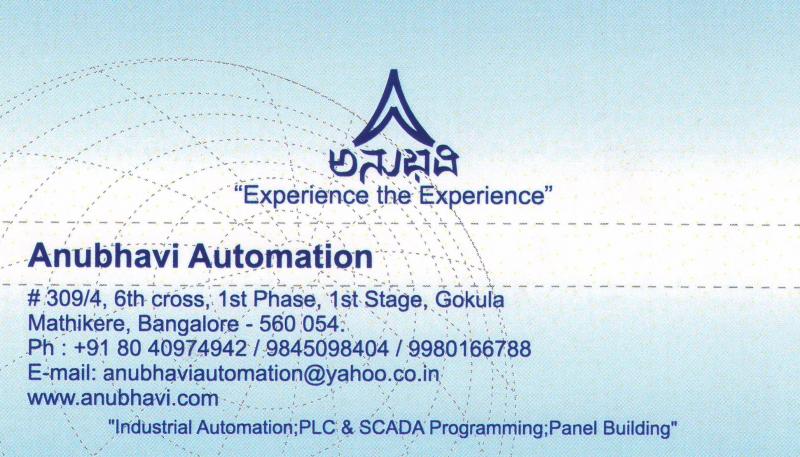 ಅನುಭವಿ
“Experience the Experience”
Anubhavi Automation
# 309/4, 6th cross, 1st Phase, 1st Stage, Gokula
Mathikere, Bangalore - 560 054.
Ph : +91 80 40974942 / 9845098404 / 9980166788
E-mail: anubhaviautomation@yahoo.co.in
www.anubhavi.com
"Industrial Automation;PLC & SCADA Programming;Panel Building"